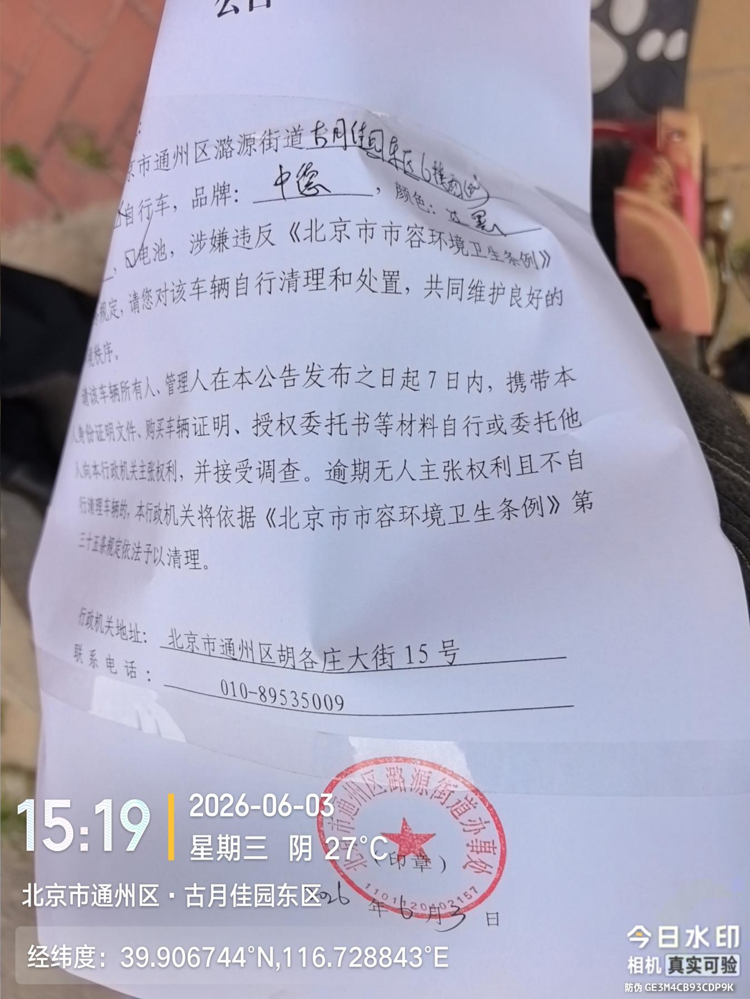 公告
:
京市通州区潞源街道古月佳园东区6楼西侧
自行车，品牌：中德，颜色：黑
，☑电池，涉嫌违反《北京市市容环境卫生条例》
条规定，请您对该车辆自行清理和处置，共同维护良好的
境秩序。
请该车辆所有人、管理人在本公告发布之日起7日内，携带本
人身份证明文件、购买车辆证明、授权委托书等材料自行或委托他
人向本行政机关主张权利，并接受调查。逾期无人主张权利且不自
行清理车辆的，本行政机关将依据《北京市市容环境卫生条例》第
三十五条规定依法予以清理。
行政机关地址：北京市通州区胡各庄大街15号
联系电话：010-89535009
北京市通州区潞源街道办事处
（印章）
1101120402157
2026年6月3日
15:19
2026-06-03
星期三 阴 27°C
北京市通州区·古月佳园东区
经纬度：39.906744°N,116.728843°E
今日水印
相机 真实可验
防伪 GE3M4CB93CDP9K